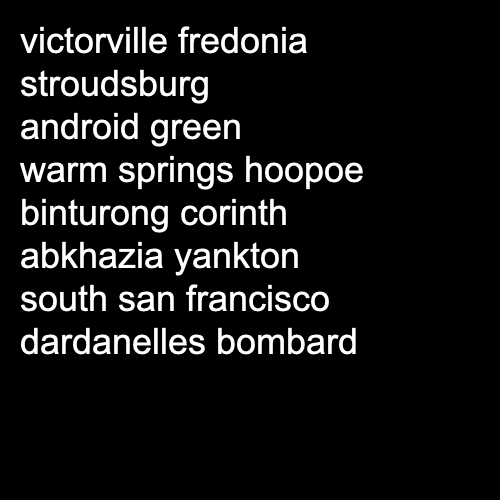 victorville fredonia
stroudsburg
android green
warm springs hoopoe
binturong corinth
abkhazia yankton
south san francisco
dardanelles bombard